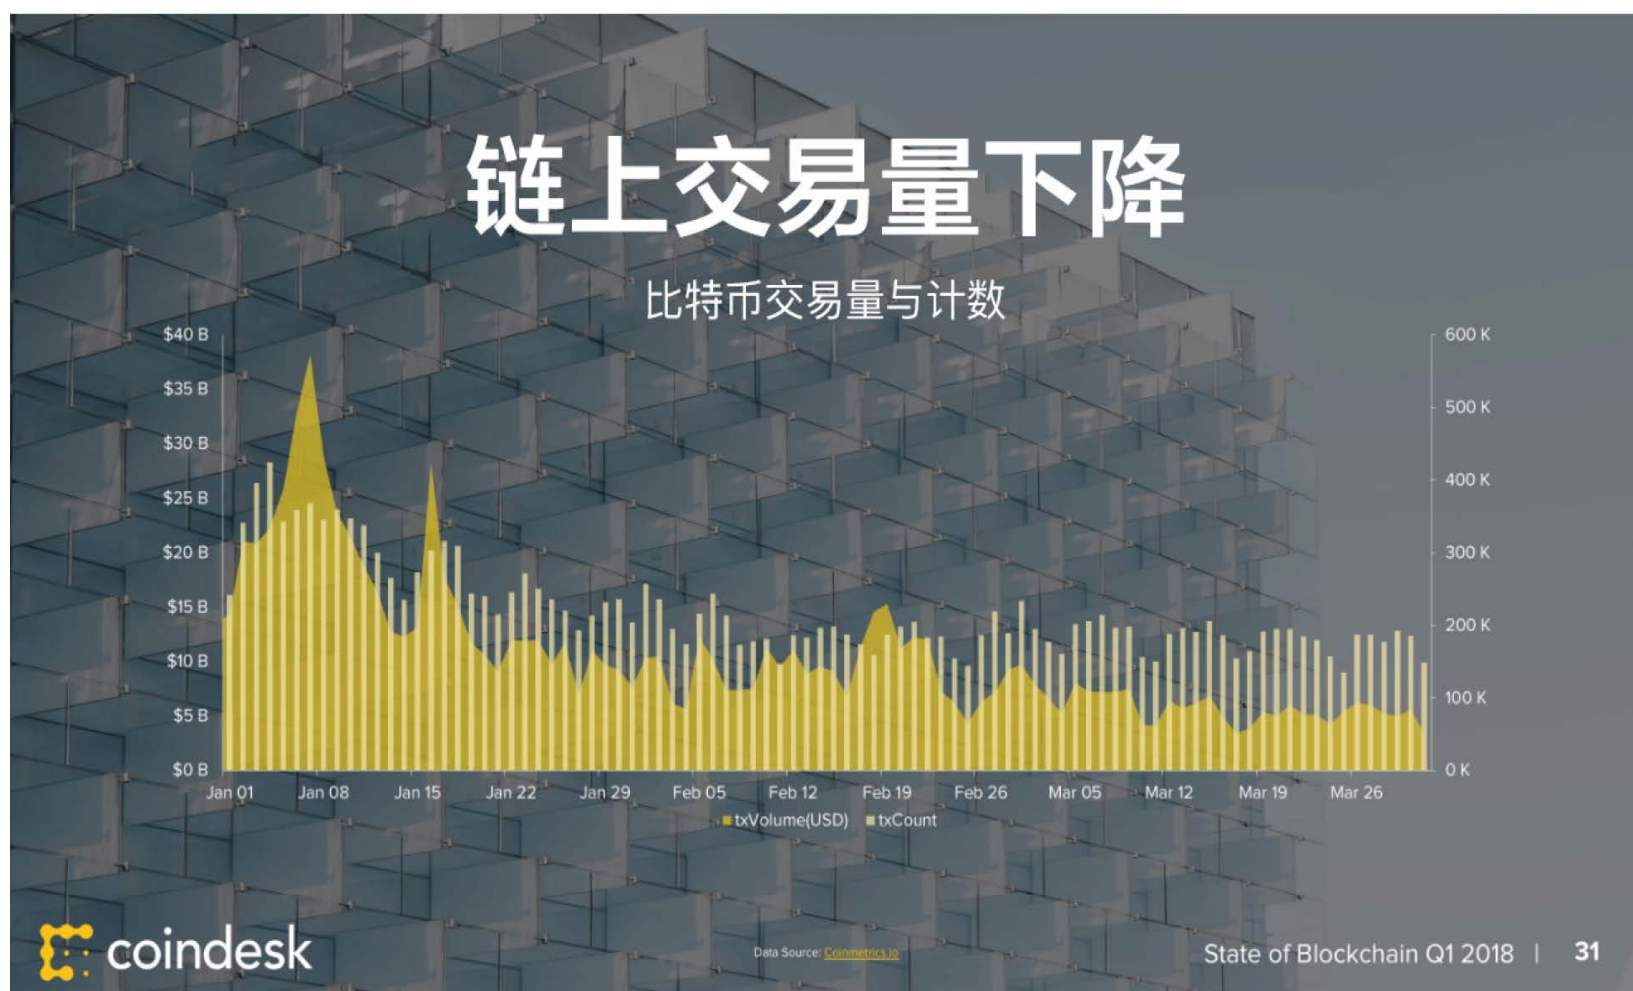 链上交易量下降
比特币交易量与计数
$40 B
$35 B
$30 B
$25 B
$20 B
$15 B
$10 B
$5 B
$0 B
600 K
500 K
400 K
300 K
200 K
100 K
0 K
Jan 01 Jan 08 Jan 15 Jan 22 Jan 29 Feb 05 Feb 12 Feb 19 Feb 26 Mar 05 Mar 12 Mar 19 Mar 26
txVolume(USD) txCount
coindesk
Data Source: Coinmetrics.io
State of Blockchain Q1 2018 | 31